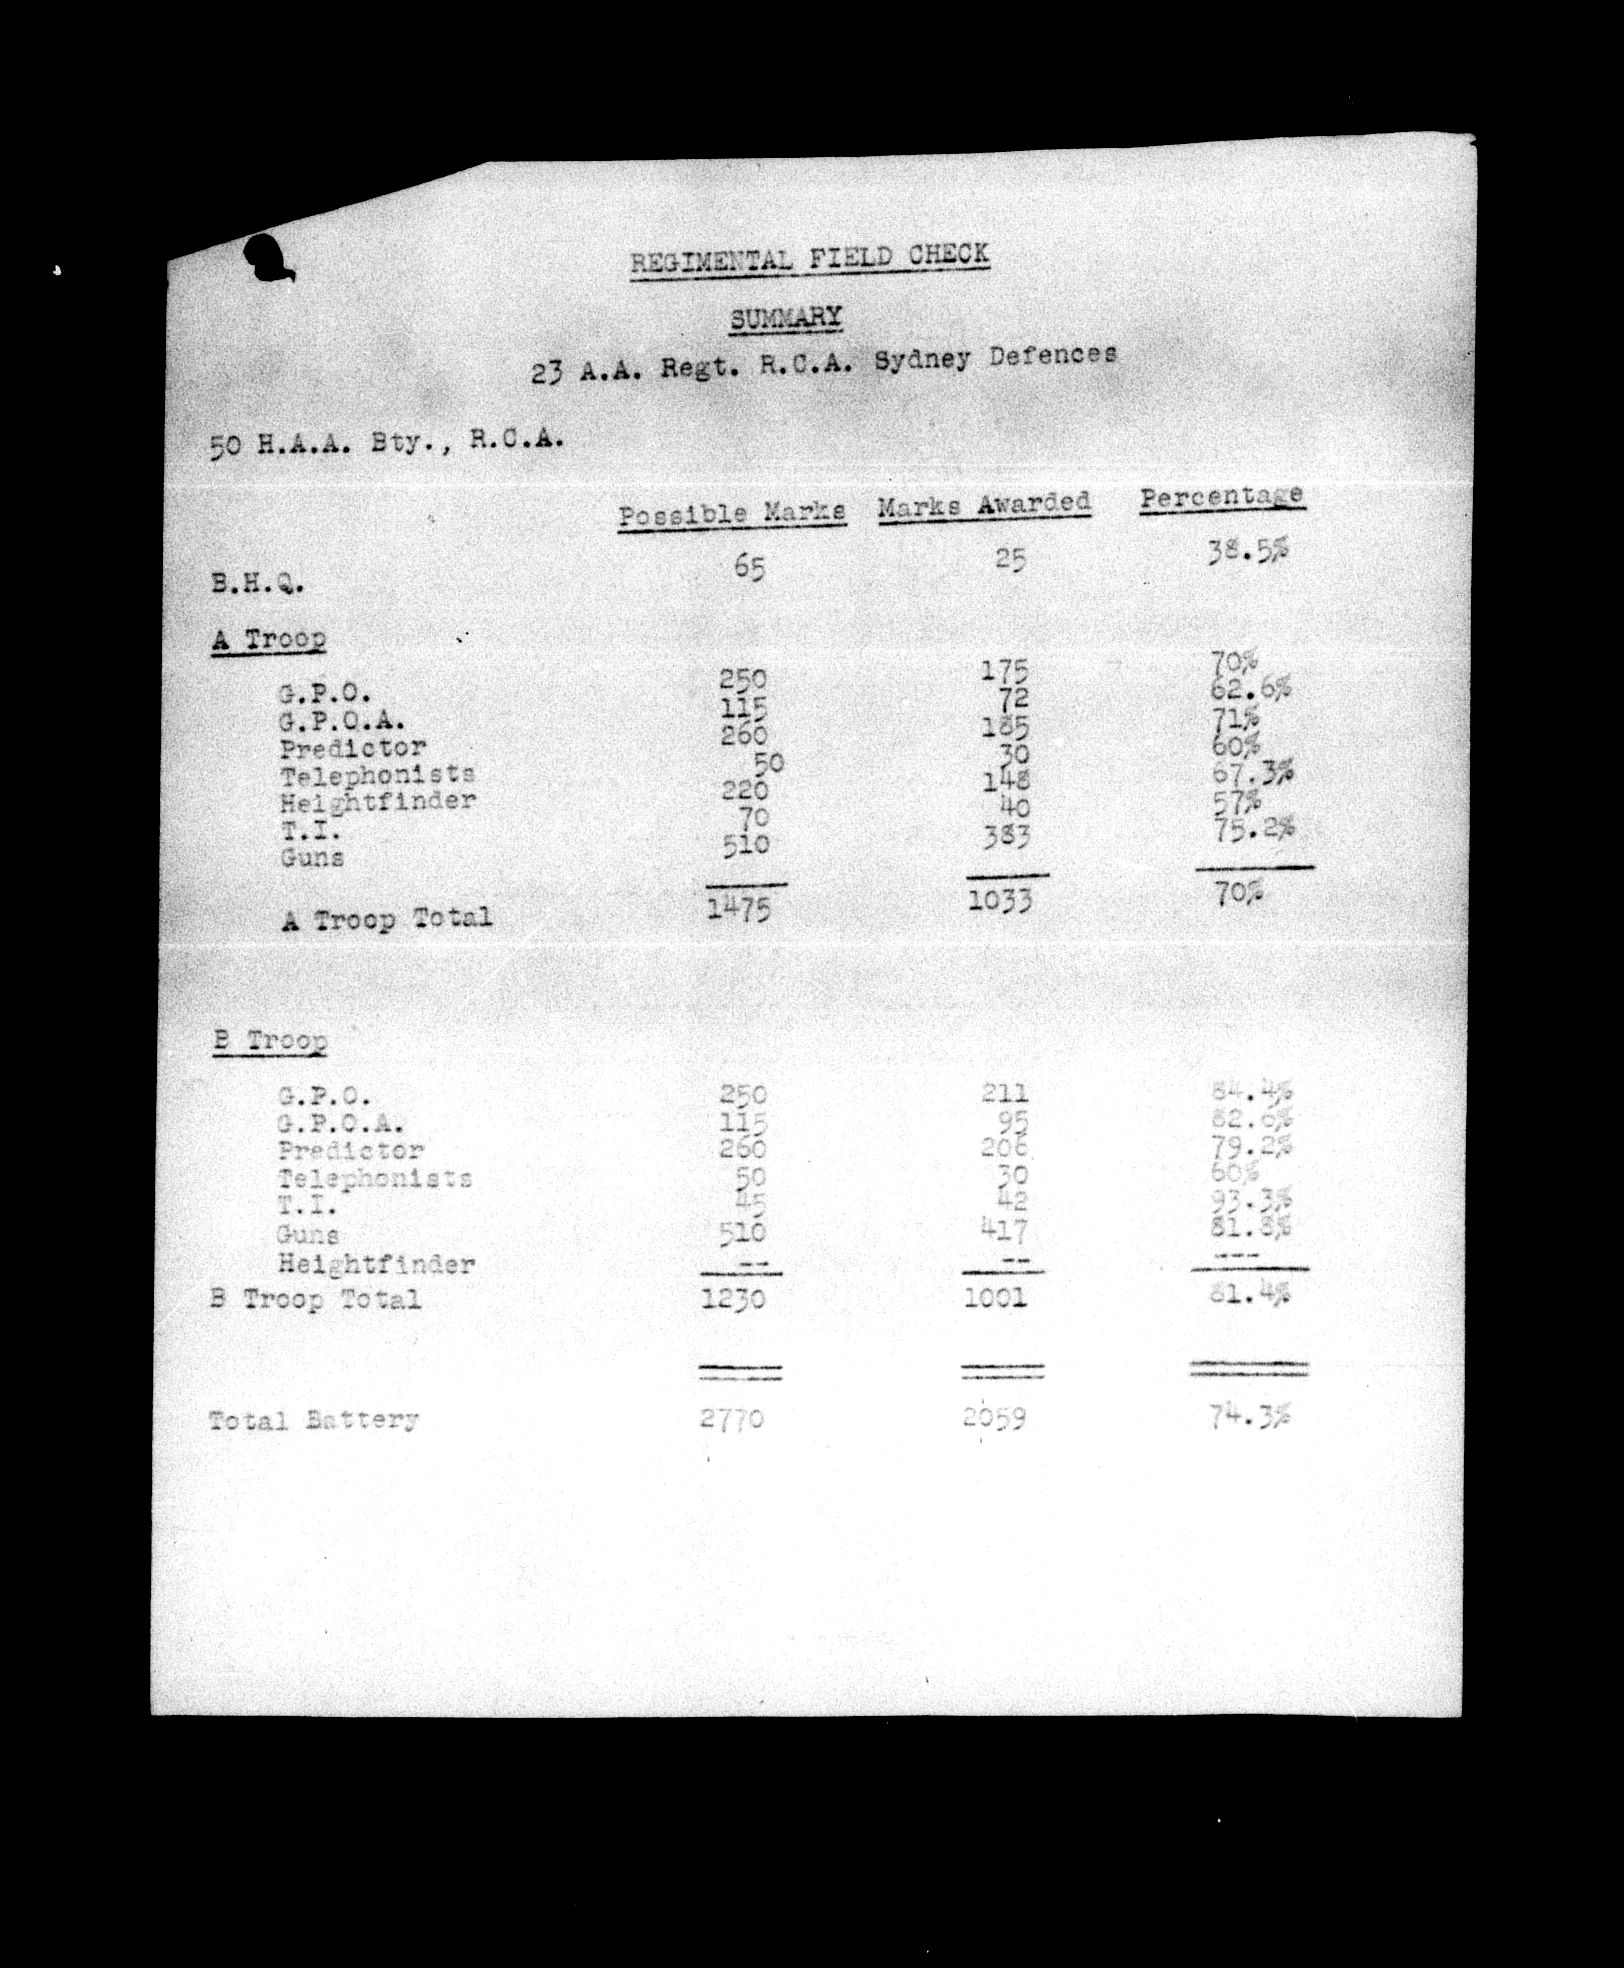 REGIMENTAL FIELD CHECK
SUMMARY
23 A.A. Regt. R.C.A. Sydney Defences
50 H.A.A. Bty., R.C.A.
Possible Marks Marks Awarded Percentage
B.H.Q. 65 25 38.5%
A Troop
G.P.O. 250 175 70%
G.P.O.A. 115 72 62.6%
Predictor 260 185 71%
Telephonists 50 30 60%
Heightfinder 220 148 67.3%
T.I. 70 40 57%
Guns 510 383 75.2%
A Troop Total 1475 1033 70%
B Troop
G.P.O. 250 211 84.4%
G.P.O.A. 115 95 82.6%
Predictor 260 206 79.2%
Telephonists 50 30 60%
T.I. 45 42 93.3%
Guns 510 417 81.8%
Heightfinder -- -- ---
B Troop Total 1230 1001 81.4%
Total Battery 2770 2059 74.3%